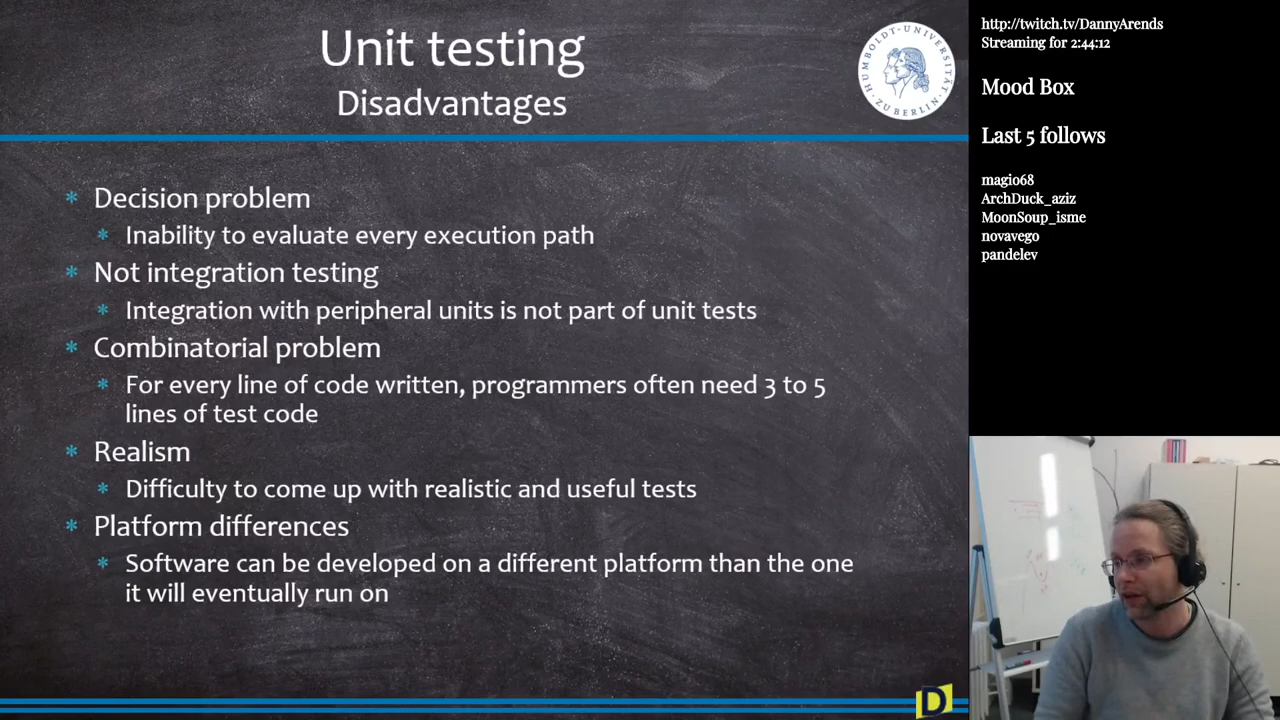 Unit testing
Disadvantages
HUMBOLDT-UNIVERSITÄT
ZU BERLIN
Decision problem
Inability to evaluate every execution path
Not integration testing
Integration with peripheral units is not part of unit tests
Combinatorial problem
For every line of code written, programmers often need 3 to 5
lines of test code
Realism
Difficulty to come up with realistic and useful tests
Platform differences
Software can be developed on a different platform than the one
it will eventually run on
D
http://twitch.tv/DannyArends
Streaming for 2:44:12
Mood Box
Last 5 follows
magio68
ArchDuck_aziz
MoonSoup_isme
novavego
pandelev